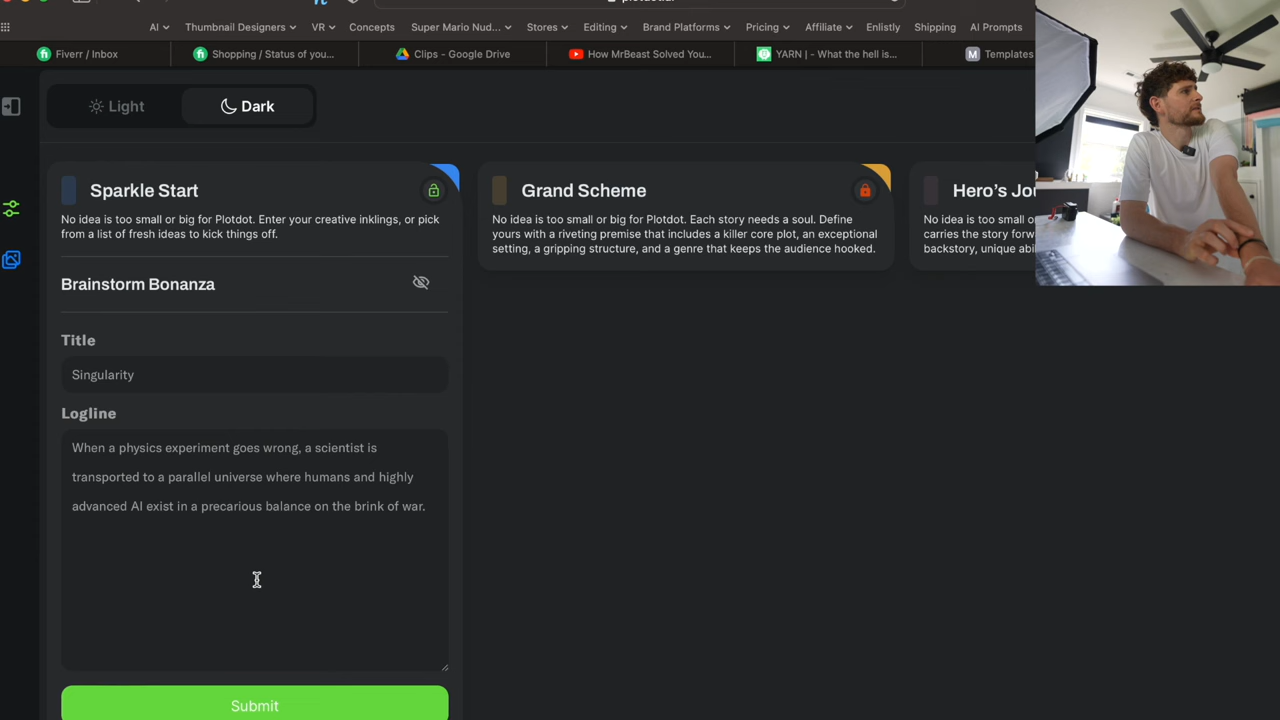 AI
Thumbnail Designers
VR
Concepts
Super Mario Nud...
Stores
Editing
Brand Platforms
Pricing
Affiliate
Enlistly
Shipping
AI Prompts
Fiverr / Inbox
Shopping / Status of you...
Clips - Google Drive
How MrBeast Solved You...
YARN | - What the hell is...
Templates
Light
Dark
Sparkle Start
No idea is too small or big for Plotdot. Enter your creative inklings, or pick
from a list of fresh ideas to kick things off.
Brainstorm Bonanza
Title
Singularity
Logline
When a physics experiment goes wrong, a scientist is
transported to a parallel universe where humans and highly
advanced AI exist in a precarious balance on the brink of war.
Submit
Grand Scheme
No idea is too small or big for Plotdot. Each story needs a soul. Define
yours with a riveting premise that includes a killer core plot, an exceptional
setting, a gripping structure, and a genre that keeps the audience hooked.
Hero's Jou
No idea is too small o
carries the story forw
backstory, unique abi